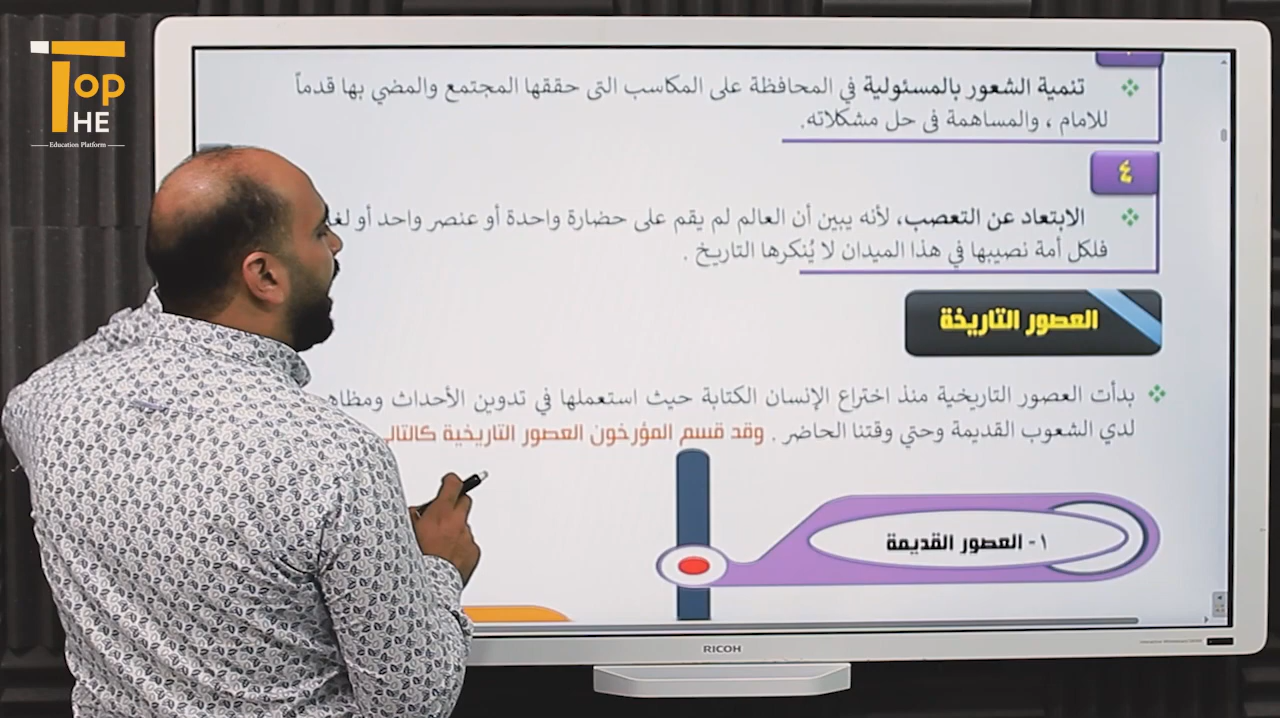 TOP
THE
Education Platform
تنمية الشعور بالمسئولية في المحافظة على المكاسب التى حققها المجتمع والمضي بها قدماً
للامام ، والمساهمة فى حل مشكلاته.
٤
الابتعاد عن التعصب، لأنه يبين أن العالم لم يقم على حضارة واحدة أو عنصر واحد أو
فلكل أمة نصيبها في هذا الميدان لا يُنكرها التاريخ .
العصور التاريخة
بدأت العصور التاريخية منذ اختراع الإنسان الكتابة حيث استعملها في تدوين الأحداث
لدي الشعوب القديمة وحتي وقتنا الحاضر . وقد قسم المؤرخون العصور التاريخية كالتالي
١- العصور القديمة
RICOH